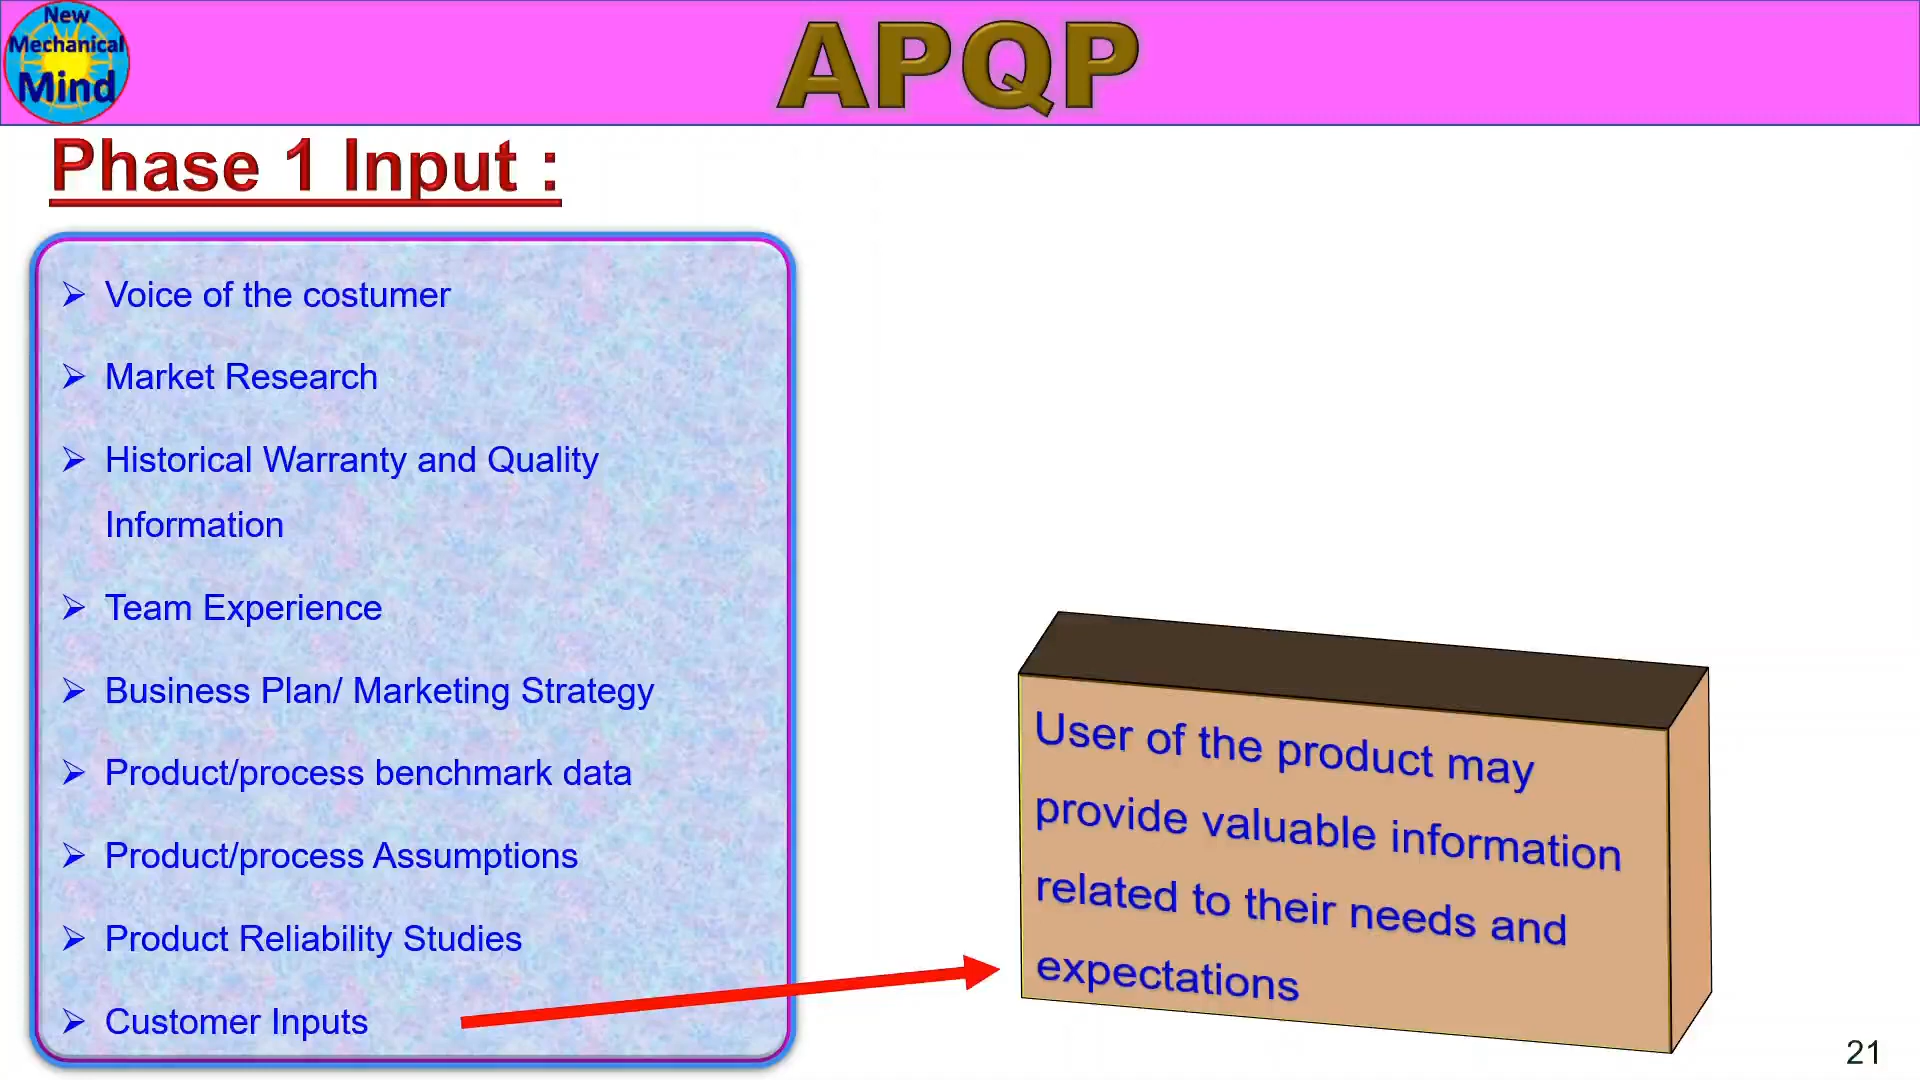 New
Mechanical
Mind
APQP
Phase 1 Input :
Voice of the costumer
Market Research
Historical Warranty and Quality
Information
Team Experience
Business Plan/ Marketing Strategy
Product/process benchmark data
Product/process Assumptions
Product Reliability Studies
Customer Inputs
User of the product may
provide valuable information
related to their needs and
expectations
21